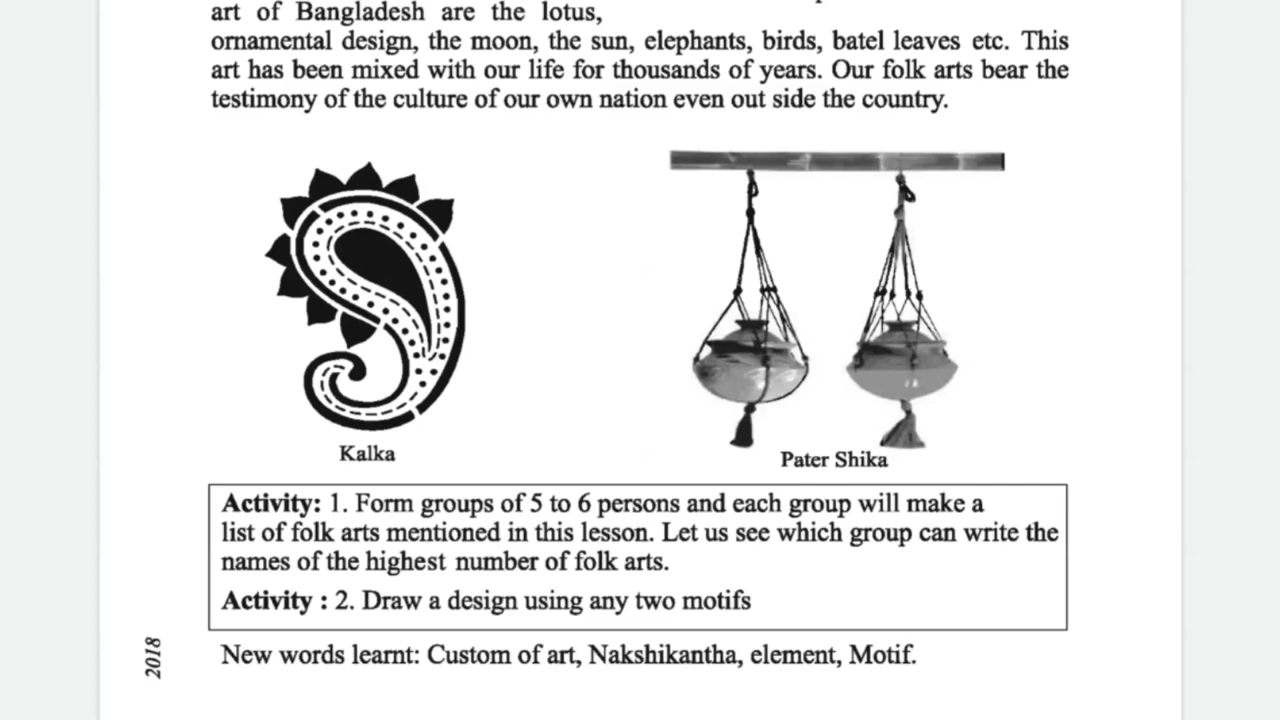 art of Bangladesh are the lotus,
ornamental design, the moon, the sun, elephants, birds, batel leaves etc. This
art has been mixed with our life for thousands of years. Our folk arts bear the
testimony of the culture of our own nation even out side the country.
Kalka
Pater Shika
Activity: 1. Form groups of 5 to 6 persons and each group will make a
list of folk arts mentioned in this lesson. Let us see which group can write the
names of the highest number of folk arts.
Activity : 2. Draw a design using any two motifs
2018
New words learnt: Custom of art, Nakshikantha, element, Motif.